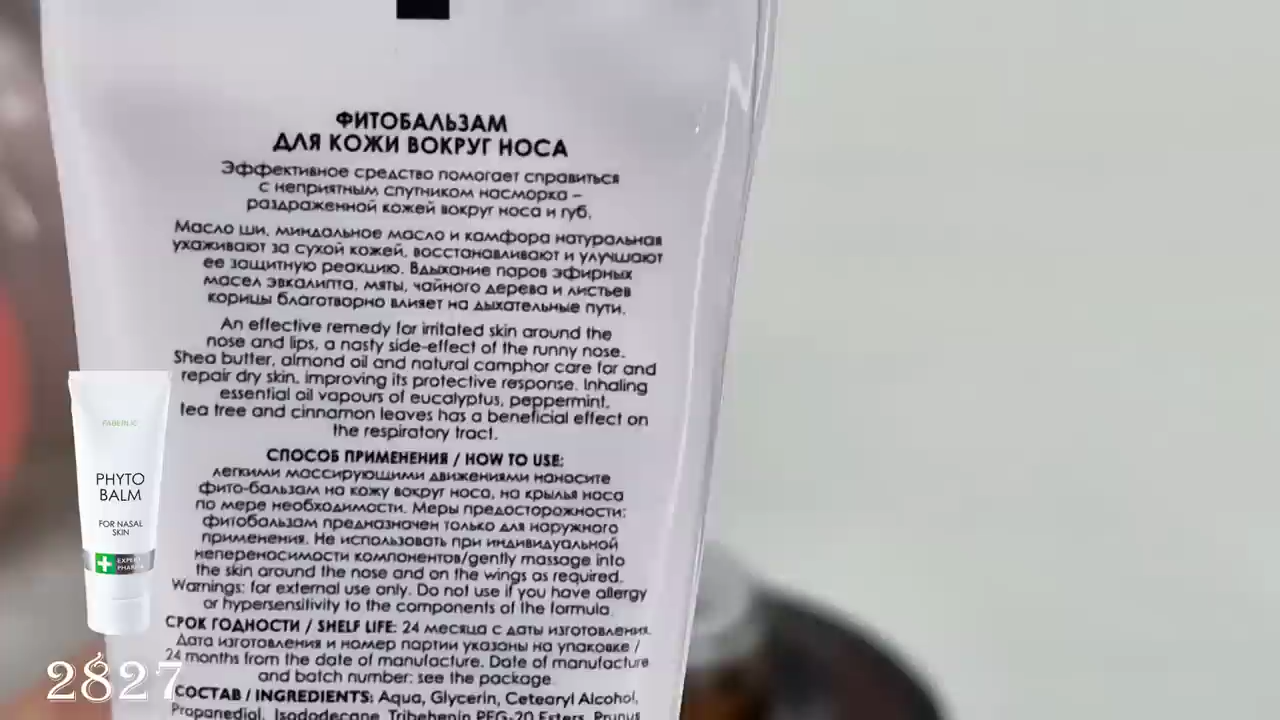 ФИТОБАЛЬЗАМ
ДЛЯ КОЖИ ВОКРУГ НОСА
Эффективное средство помогает справиться
с неприятным спутником насморка –
раздраженной кожей вокруг носа и губ.
Масло ши, миндальное масло и камфора натуральная
ухаживают за сухой кожей, восстанавливают и улучшают
ее защитную реакцию. Вдыхание паров эфирных
масел эвкалипта, мяты, чайного дерева и листьев
корицы благотворно влияет на дыхательные пути.
An effective remedy for irritated skin around the
nose and lips, a nasty side-effect of the runny nose.
Shea butter, almond oil and natural camphor care for and
repair dry skin, improving its protective response. Inhaling
essential oil vapours of eucalyptus, peppermint,
tea tree and cinnamon leaves has a beneficial effect on
the respiratory tract.
СПОСОБ ПРИМЕНЕНИЯ / HOW TO USE:
легкими массирующими движениями наносите
фито-бальзам на кожу вокруг носа, на крылья носа
по мере необходимости. Меры предосторожности:
фитобальзам предназначен только для наружного
применения. Не использовать при индивидуальной
непереносимости компонентов/gently massage into
the skin around the nose and on the wings as required.
Warnings: for external use only. Do not use if you have allergy
or hypersensitivity to the components of the formula.
СРОК ГОДНОСТИ / SHELF LIFE: 24 месяца с даты изготовления.
Дата изготовления и номер партии указаны на упаковке /
24 months from the date of manufacture. Date of manufacture
and batch number: see the package.
СОСТАВ / INGREDIENTS: Aqua, Glycerin, Cetearyl Alcohol,
Propanediol, Isododecane, Tribehenin PEG-20 Esters, Prunus
FABERLIC
PHYTO
BALM
FOR NASAL
SKIN
EXPERT
PHARMA
2827